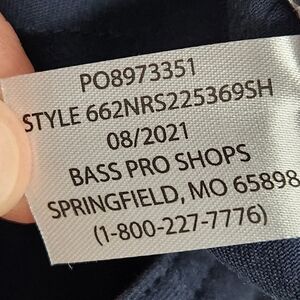 PO8973351
STYLE 662NRS225369SH
08/2021
BASS PRO SHOPS
SPRINGFIELD, MO 65898
(1-800-227-7776)